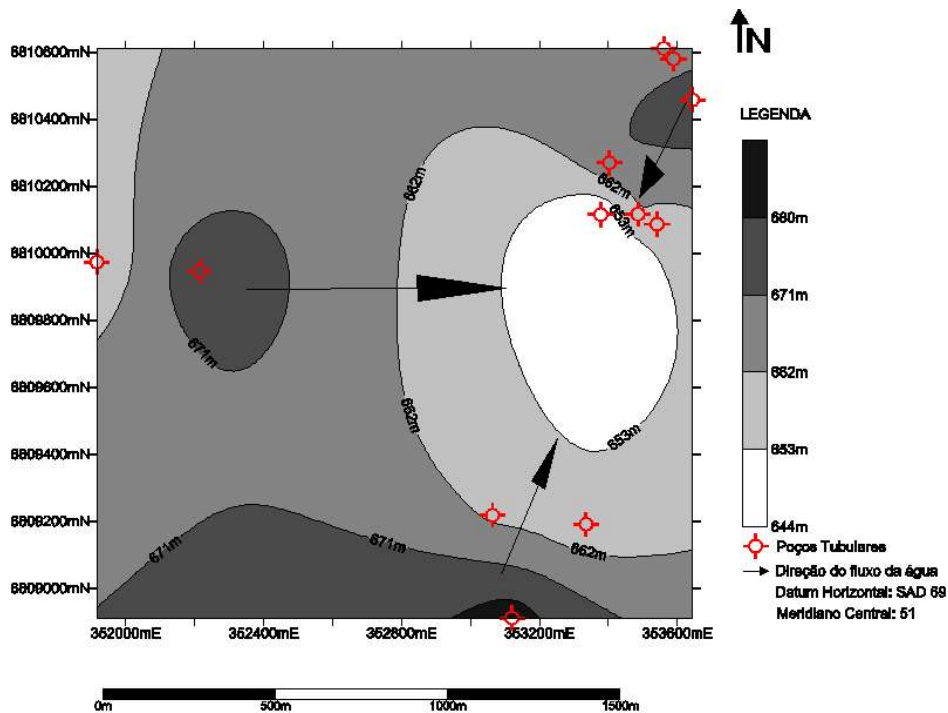 N
6810600mN
6810400mN
6810200mN
6810000mN
6809800mN
6809600mN
6809400mN
6809200mN
6809000mN
352000mE
352400mE
352800mE
353200mE
353600mE
662m
662m
653m
671m
662m
653m
671m
671m
662m
LEGENDA
680m
671m
662m
653m
644m
Poços Tubulares
Direção do fluxo da água
Datum Horizontal: SAD 69
Meridiano Central: 51
0m
500m
1000m
1500m